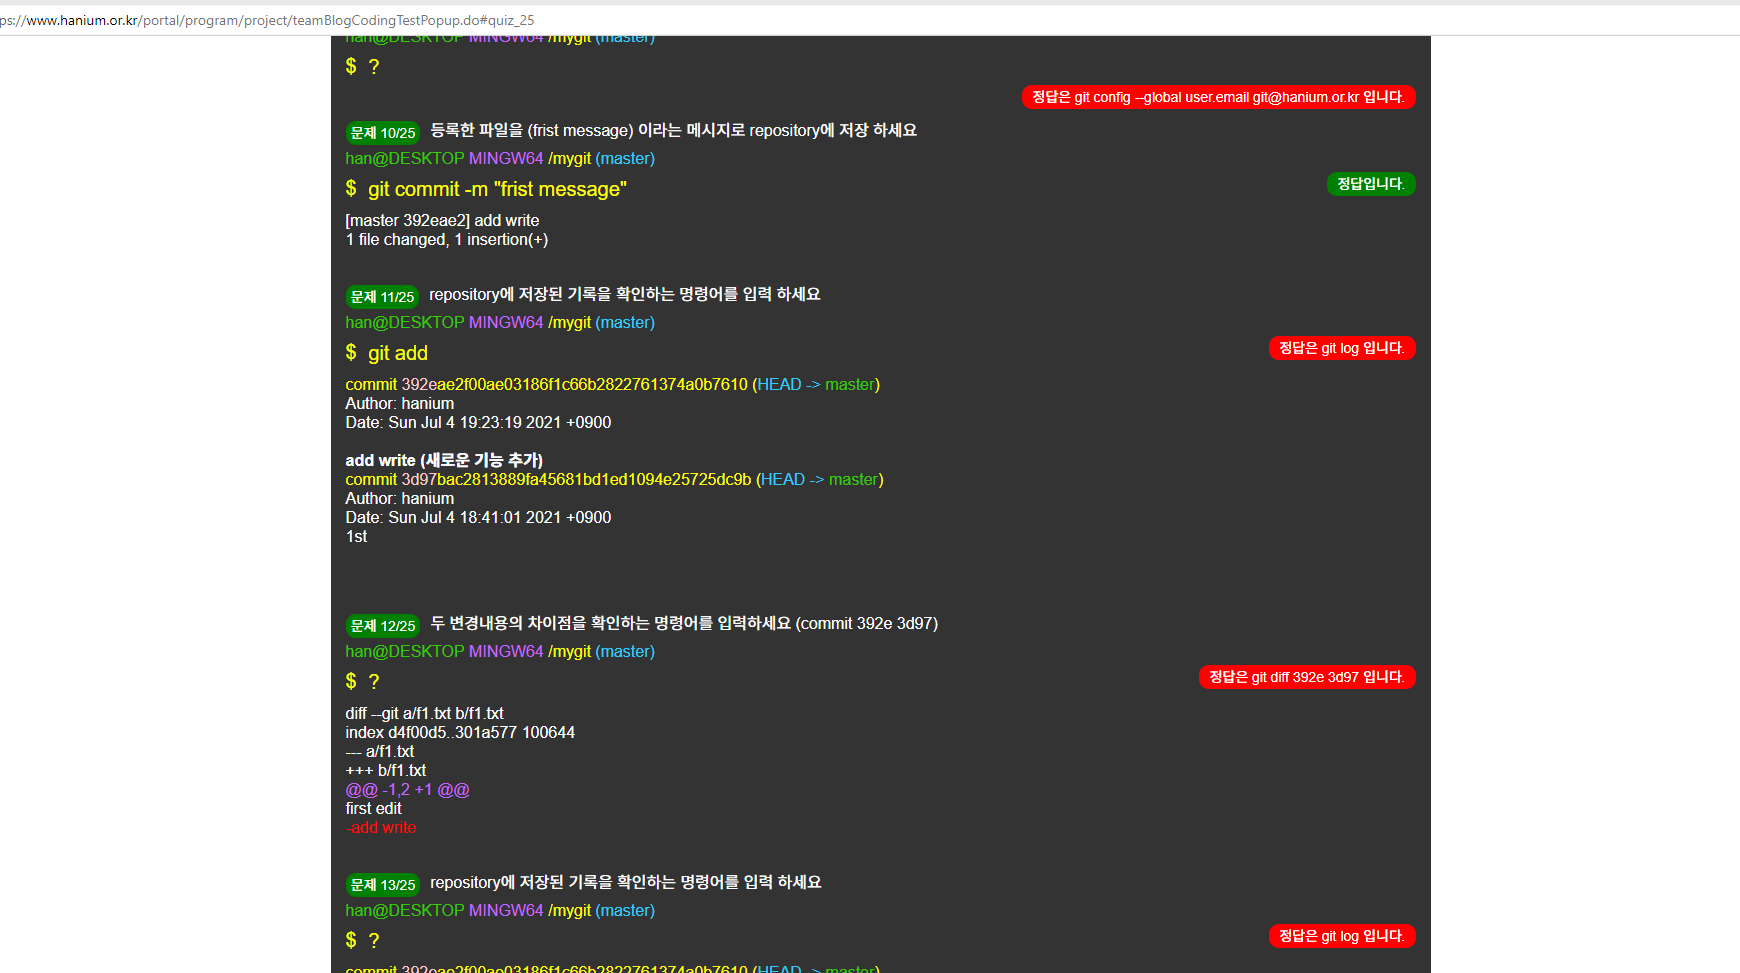 ps://www.hanium.or.kr/portal/program/project/teamBlogCodingTestPopup.do#quiz_25
han@DESKTOP MINGW64 /mygit (master)
$ ?
정답은 git config --global user.email git@hanium.or.kr 입니다.
문제 10/25 등록한 파일을 (frist message) 이라는 메시지로 repository에 저장 하세요
han@DESKTOP MINGW64 /mygit (master)
$ git commit -m "frist message"
정답입니다.
[master 392eae2] add write
1 file changed, 1 insertion(+)
문제 11/25 repository에 저장된 기록을 확인하는 명령어를 입력 하세요
han@DESKTOP MINGW64 /mygit (master)
$ git add
정답은 git log 입니다.
commit 392eae2f00ae03186f1c66b2822761374a0b7610 (HEAD -> master)
Author: hanium
Date: Sun Jul 4 19:23:19 2021 +0900
add write (새로운 기능 추가)
commit 3d97bac2813889fa45681bd1ed1094e25725dc9b (HEAD -> master)
Author: hanium
Date: Sun Jul 4 18:41:01 2021 +0900
1st
문제 12/25 두 변경내용의 차이점을 확인하는 명령어를 입력하세요 (commit 392e 3d97)
han@DESKTOP MINGW64 /mygit (master)
$ ?
정답은 git diff 392e 3d97 입니다.
diff --git a/f1.txt b/f1.txt
index d4f00d5..301a577 100644
--- a/f1.txt
+++ b/f1.txt
@@ -1,2 +1 @@
first edit
-add write
문제 13/25 repository에 저장된 기록을 확인하는 명령어를 입력 하세요
han@DESKTOP MINGW64 /mygit (master)
$ ?
정답은 git log 입니다.
commit 392eae2f00ae03186f1c66b2822761374a0b7610 (HEAD -> master)